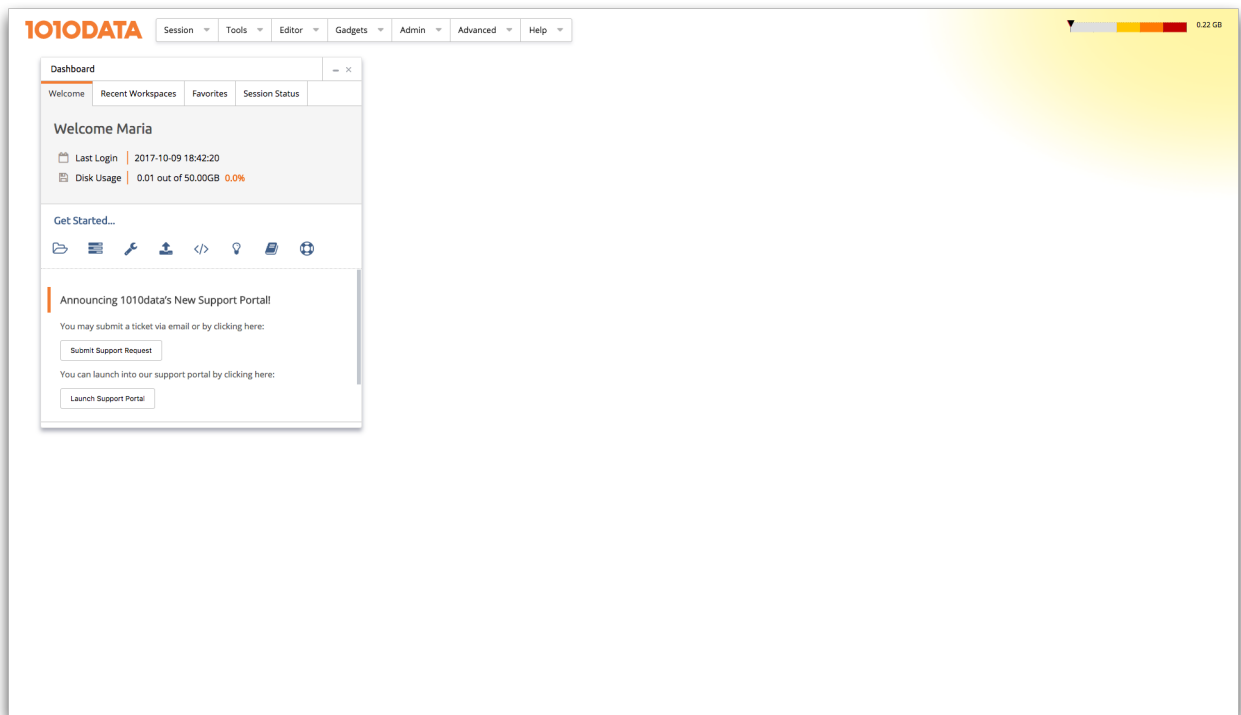 1010DATA Session Tools Editor Gadgets Admin Advanced Help 0.22 GB
Dashboard
Welcome Recent Workspaces Favorites Session Status
Welcome Maria
Last Login 2017-10-09 18:42:20
Disk Usage 0.01 out of 50.00GB 0.0%
Get Started...
Announcing 1010data's New Support Portal!
You may submit a ticket via email or by clicking here:
Submit Support Request
You can launch into our support portal by clicking here:
Launch Support Portal